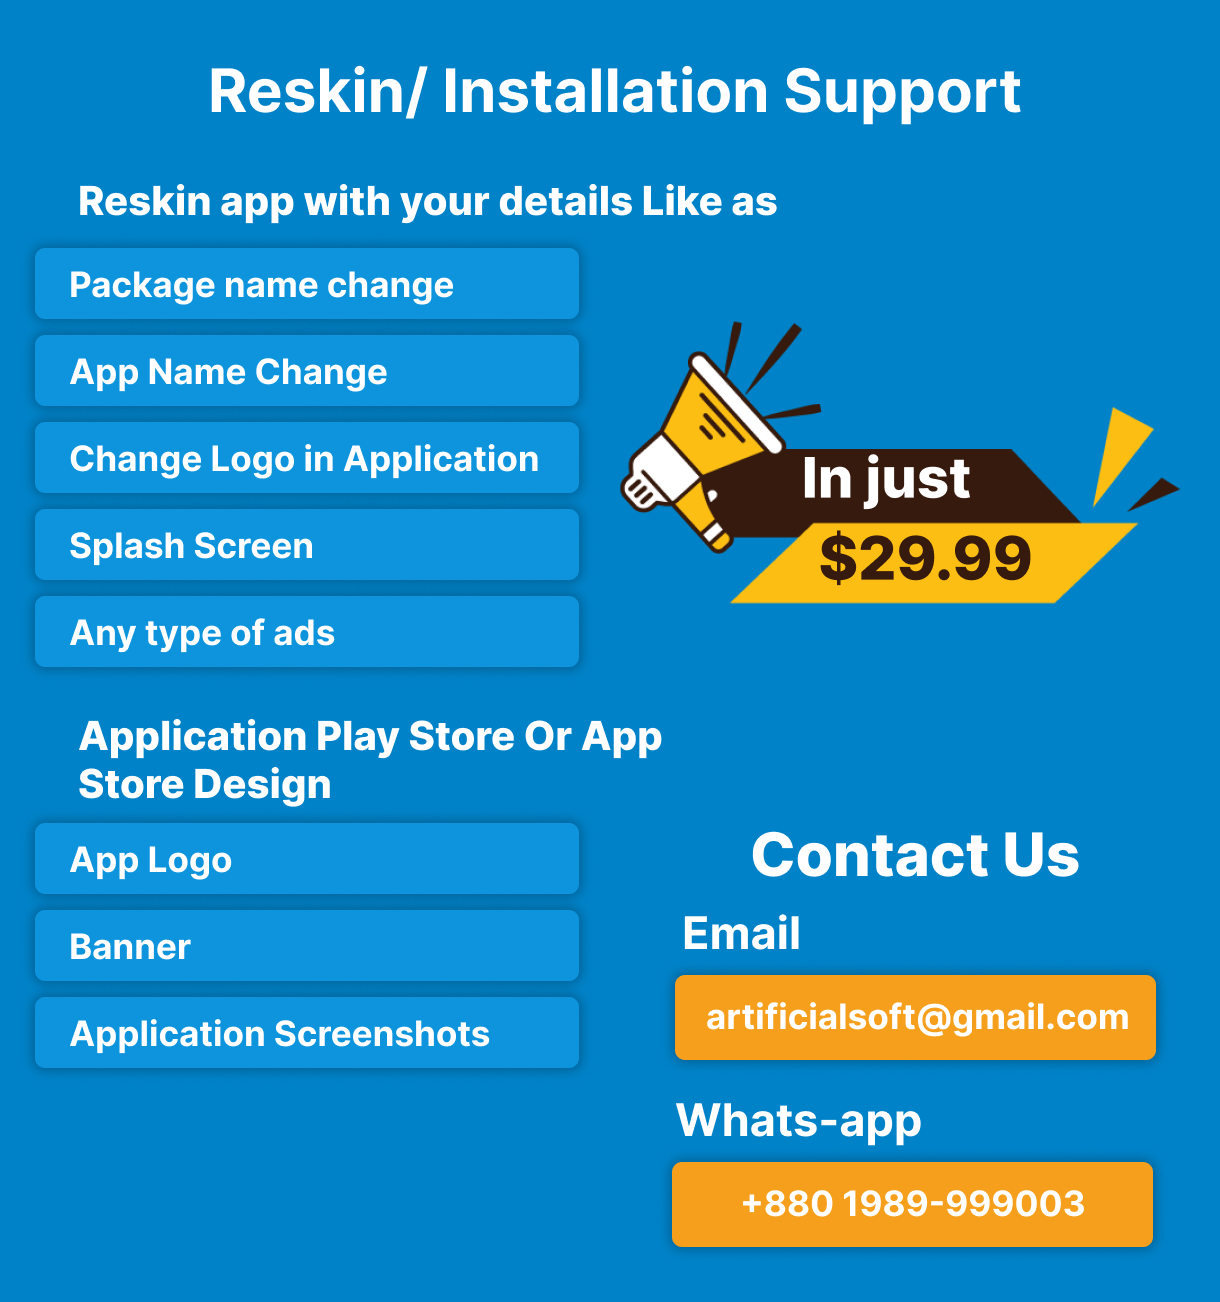 Reskin/ Installation Support
Reskin app with your details Like as
Package name change
App Name Change
Change Logo in Application
Splash Screen
Any type of ads
In just
$29.99
Application Play Store Or App
Store Design
App Logo
Banner
Application Screenshots
Contact Us
Email
artificialsoft@gmail.com
Whats-app
+880 1989-999003